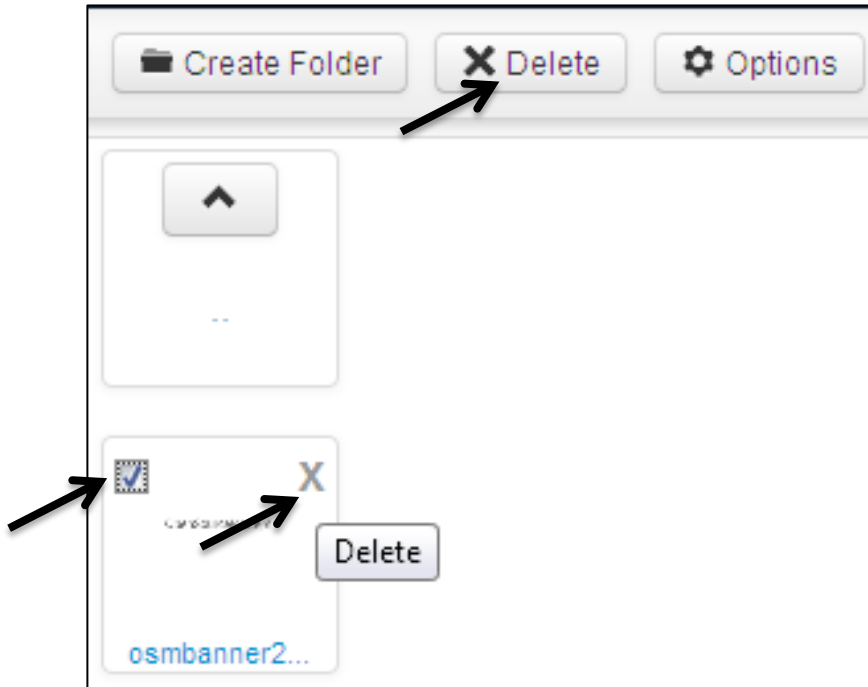 Create Folder
Delete
Options
--
X
Delete
osmbanner2...